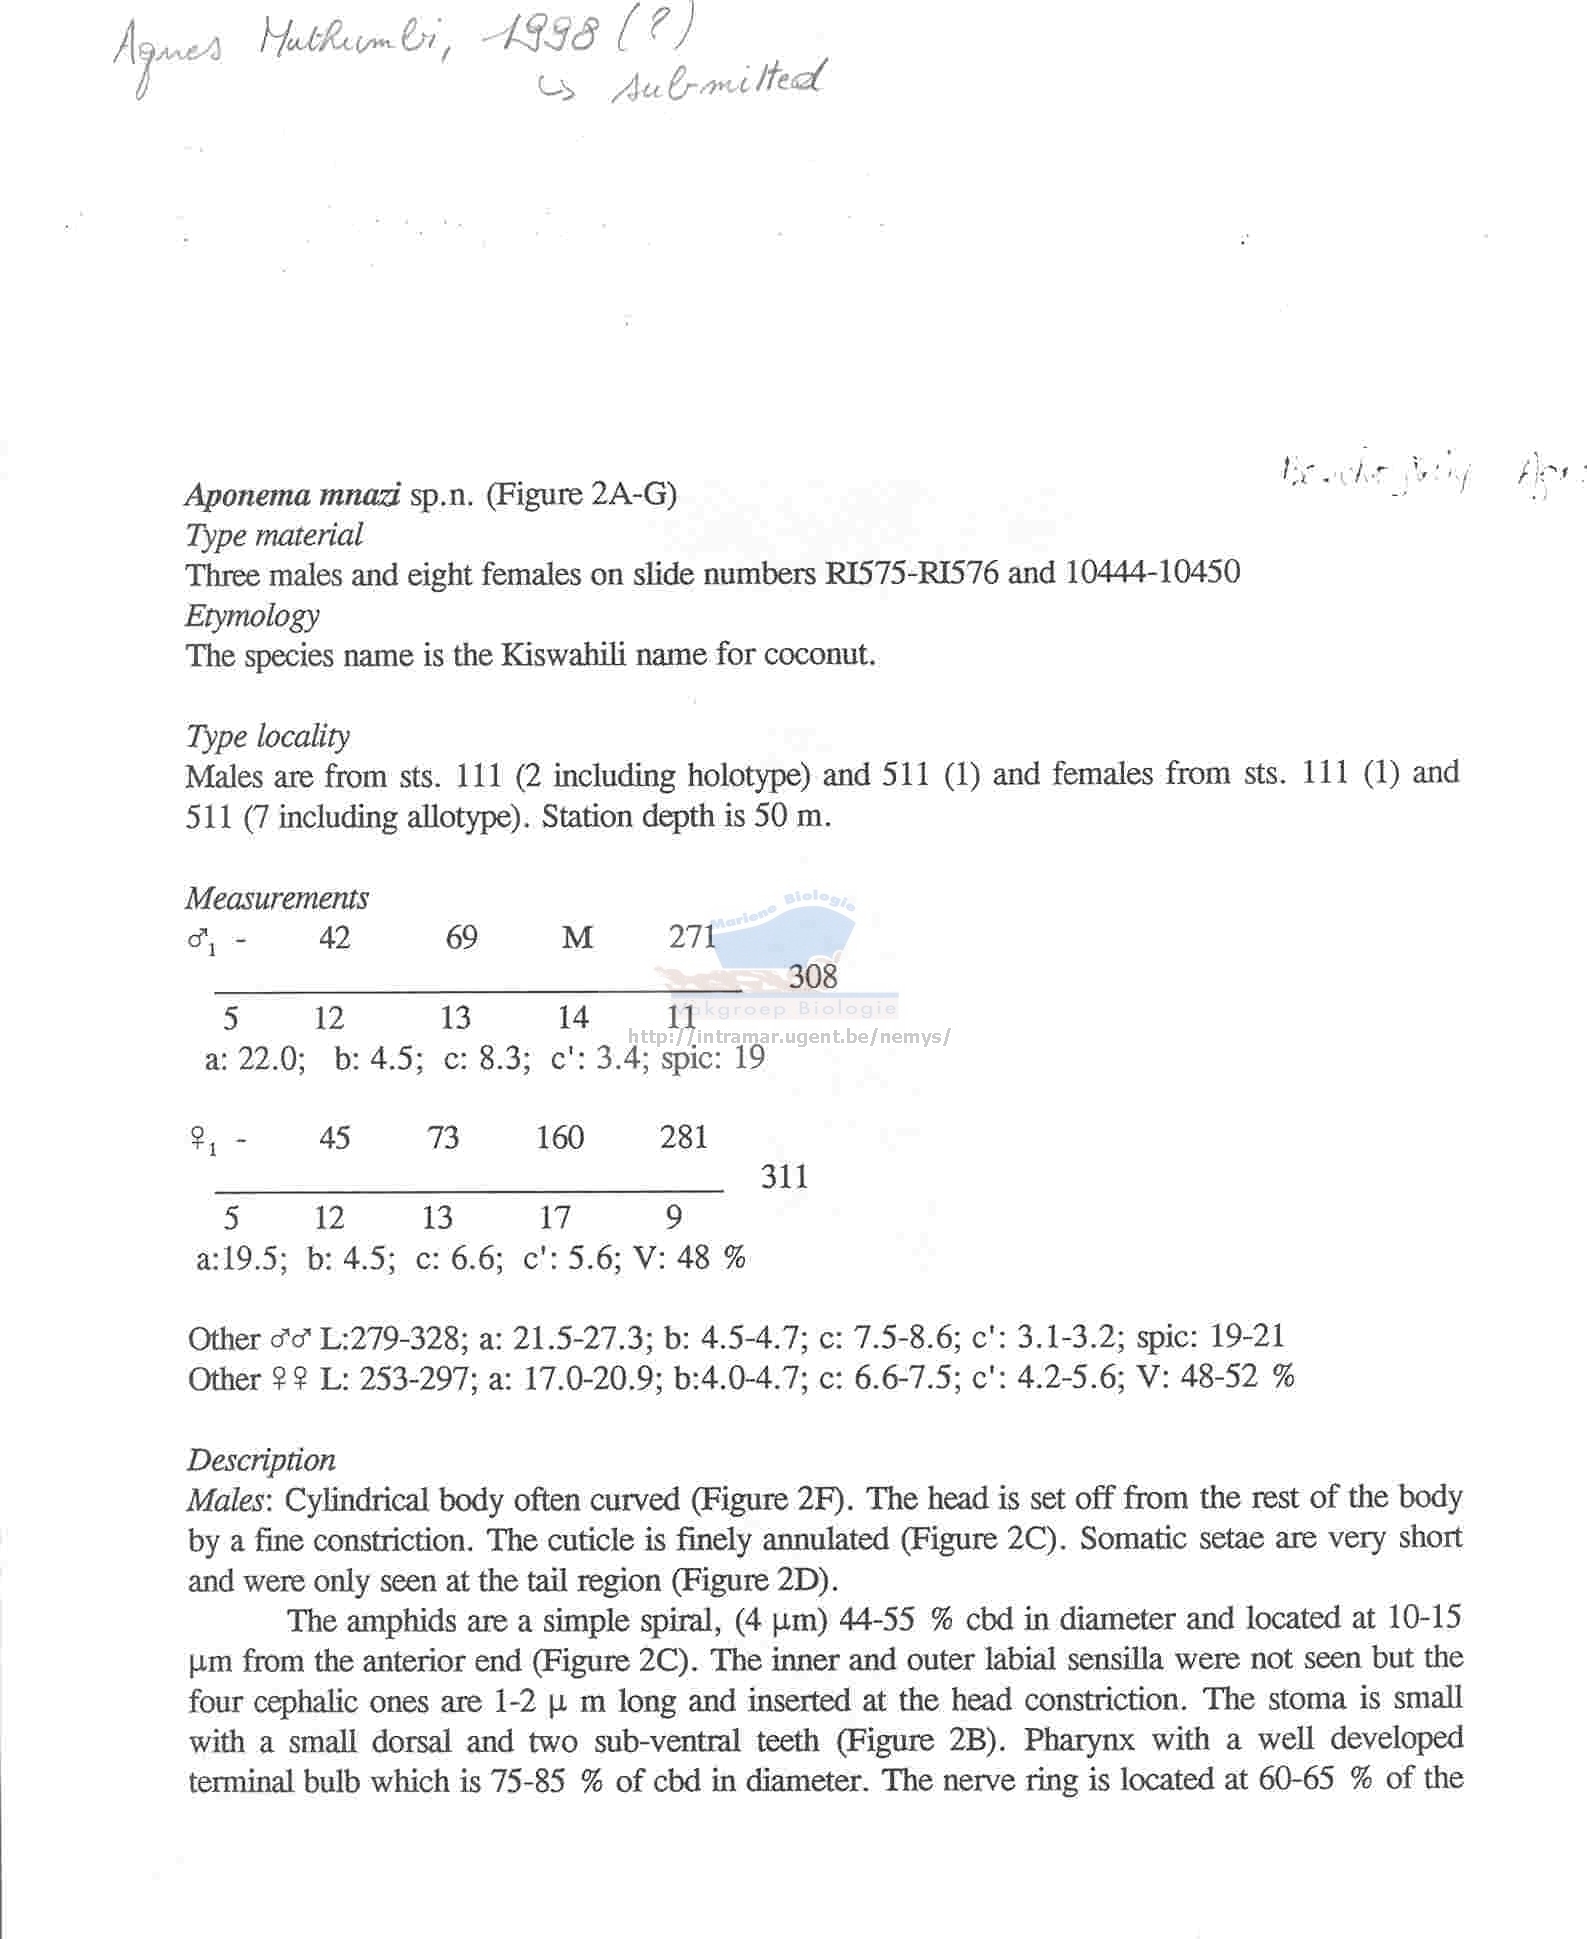 Agnes Muthumbi, 1998 (?)
↳ submitted
Aponema mnazi sp.n. (Figure 2A-G)
Type material
Three males and eight females on slide numbers RI575-RI576 and 10444-10450
Etymology
The species name is the Kiswahili name for coconut.
Type locality
Males are from sts. 111 (2 including holotype) and 511 (1) and females from sts. 111 (1) and
511 (7 including allotype). Station depth is 50 m.
Measurements
♂1 - 42 69 M 271
308
5 12 13 14 11
a: 22.0; b: 4.5; c: 8.3; c': 3.4; spic: 19
Mariene Biologie
Vakgroep Biologie
http://intramar.ugent.be/nemys/
♀1 - 45 73 160 281
311
5 12 13 17 9
a:19.5; b: 4.5; c: 6.6; c': 5.6; V: 48 %
Other ♂♂ L:279-328; a: 21.5-27.3; b: 4.5-4.7; c: 7.5-8.6; c': 3.1-3.2; spic: 19-21
Other ♀♀ L: 253-297; a: 17.0-20.9; b:4.0-4.7; c: 6.6-7.5; c': 4.2-5.6; V: 48-52 %
Description
Males: Cylindrical body often curved (Figure 2F). The head is set off from the rest of the body
by a fine constriction. The cuticle is finely annulated (Figure 2C). Somatic setae are very short
and were only seen at the tail region (Figure 2D).
The amphids are a simple spiral, (4 µm) 44-55 % cbd in diameter and located at 10-15
µm from the anterior end (Figure 2C). The inner and outer labial sensilla were not seen but the
four cephalic ones are 1-2 µ m long and inserted at the head constriction. The stoma is small
with a small dorsal and two sub-ventral teeth (Figure 2B). Pharynx with a well developed
terminal bulb which is 75-85 % of cbd in diameter. The nerve ring is located at 60-65 % of the